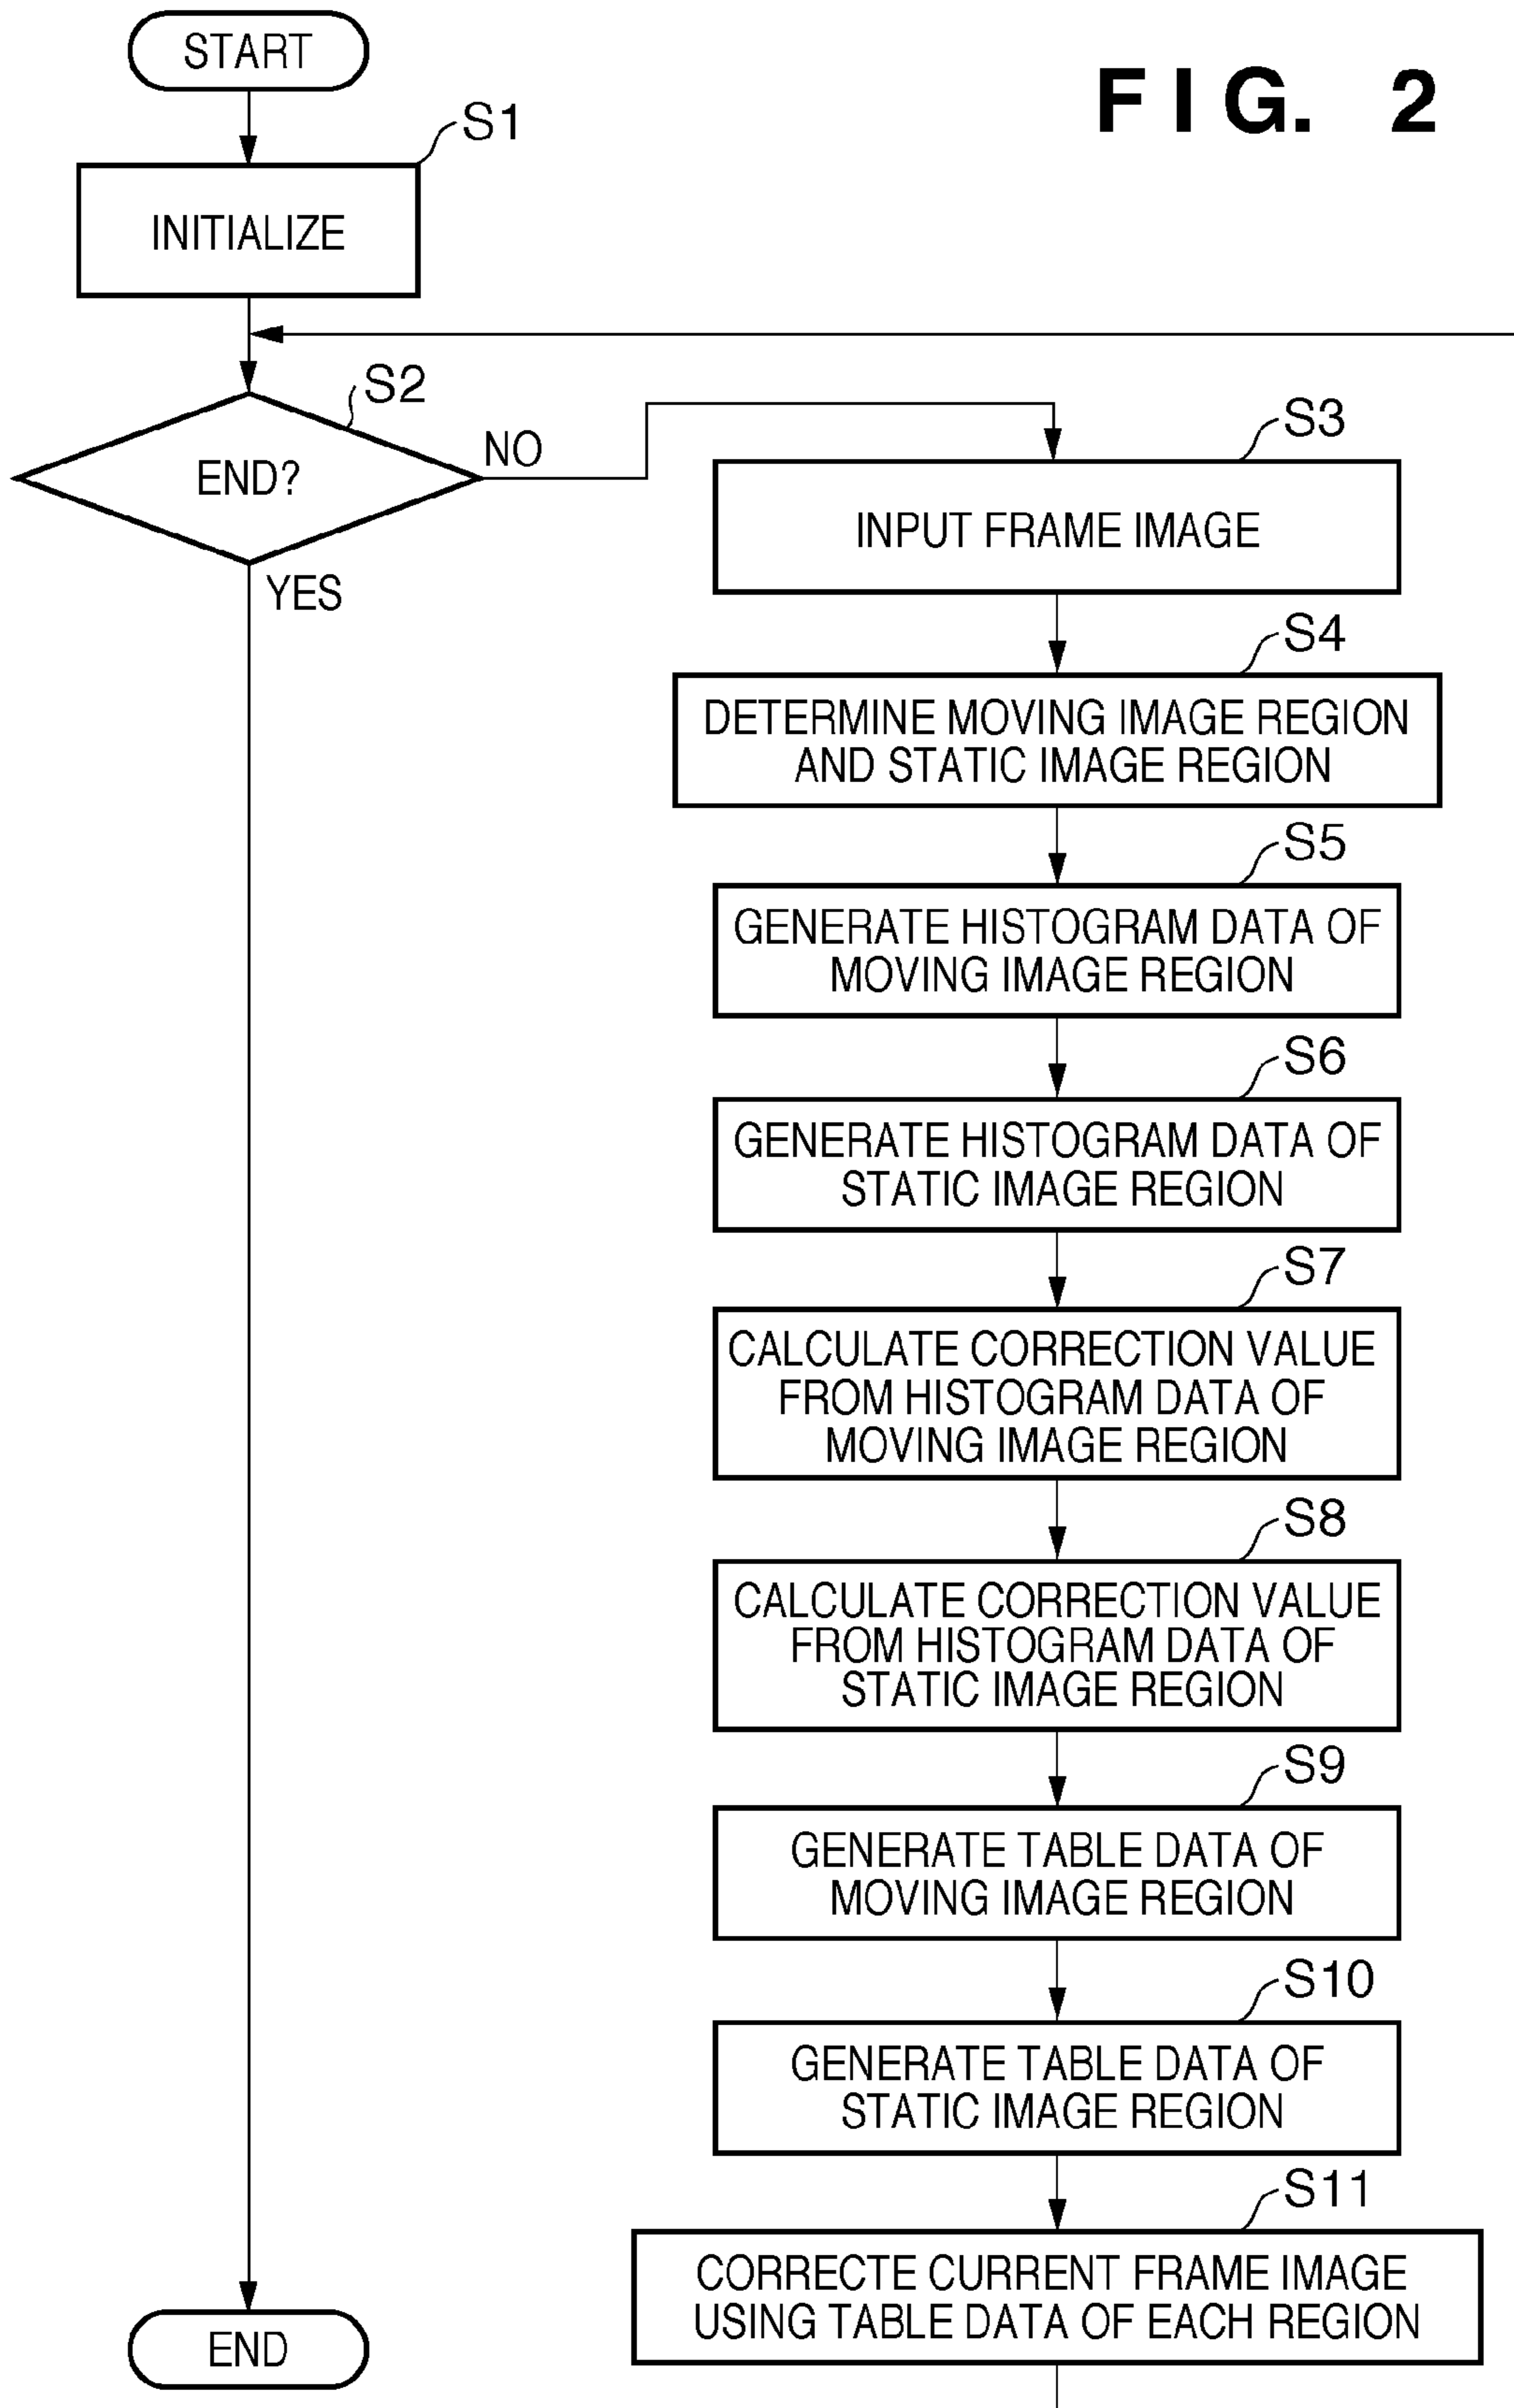 START
FIG. 2
S1
INITIALIZE
S2
END?
NO
YES
S3
INPUT FRAME IMAGE
S4
DETERMINE MOVING IMAGE REGION
AND STATIC IMAGE REGION
S5
GENERATE HISTOGRAM DATA OF
MOVING IMAGE REGION
S6
GENERATE HISTOGRAM DATA OF
STATIC IMAGE REGION
S7
CALCULATE CORRECTION VALUE
FROM HISTOGRAM DATA OF
MOVING IMAGE REGION
S8
CALCULATE CORRECTION VALUE
FROM HISTOGRAM DATA OF
STATIC IMAGE REGION
S9
GENERATE TABLE DATA OF
MOVING IMAGE REGION
S10
GENERATE TABLE DATA OF
STATIC IMAGE REGION
S11
CORRECTE CURRENT FRAME IMAGE
USING TABLE DATA OF EACH REGION
END